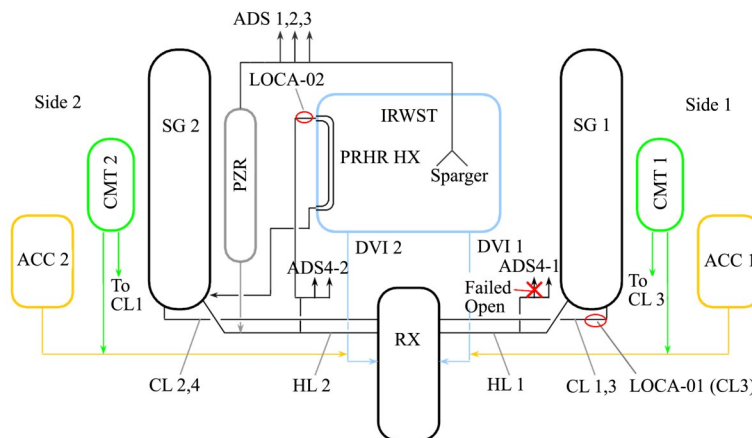 ADS 1,2,3
LOCA-02
Side 2
Side 1
SG 2
IRWST
SG 1
PRHR HX
PZR
CMT 2
CMT 1
Sparger
ACC 2
ACC 1
DVI 2
DVI 1
To
CL1
ADS4-2
ADS4-1
Failed
Open
To
CL 3
RX
CL 2,4
HL 2
HL 1
CL 1,3
LOCA-01 (CL3)